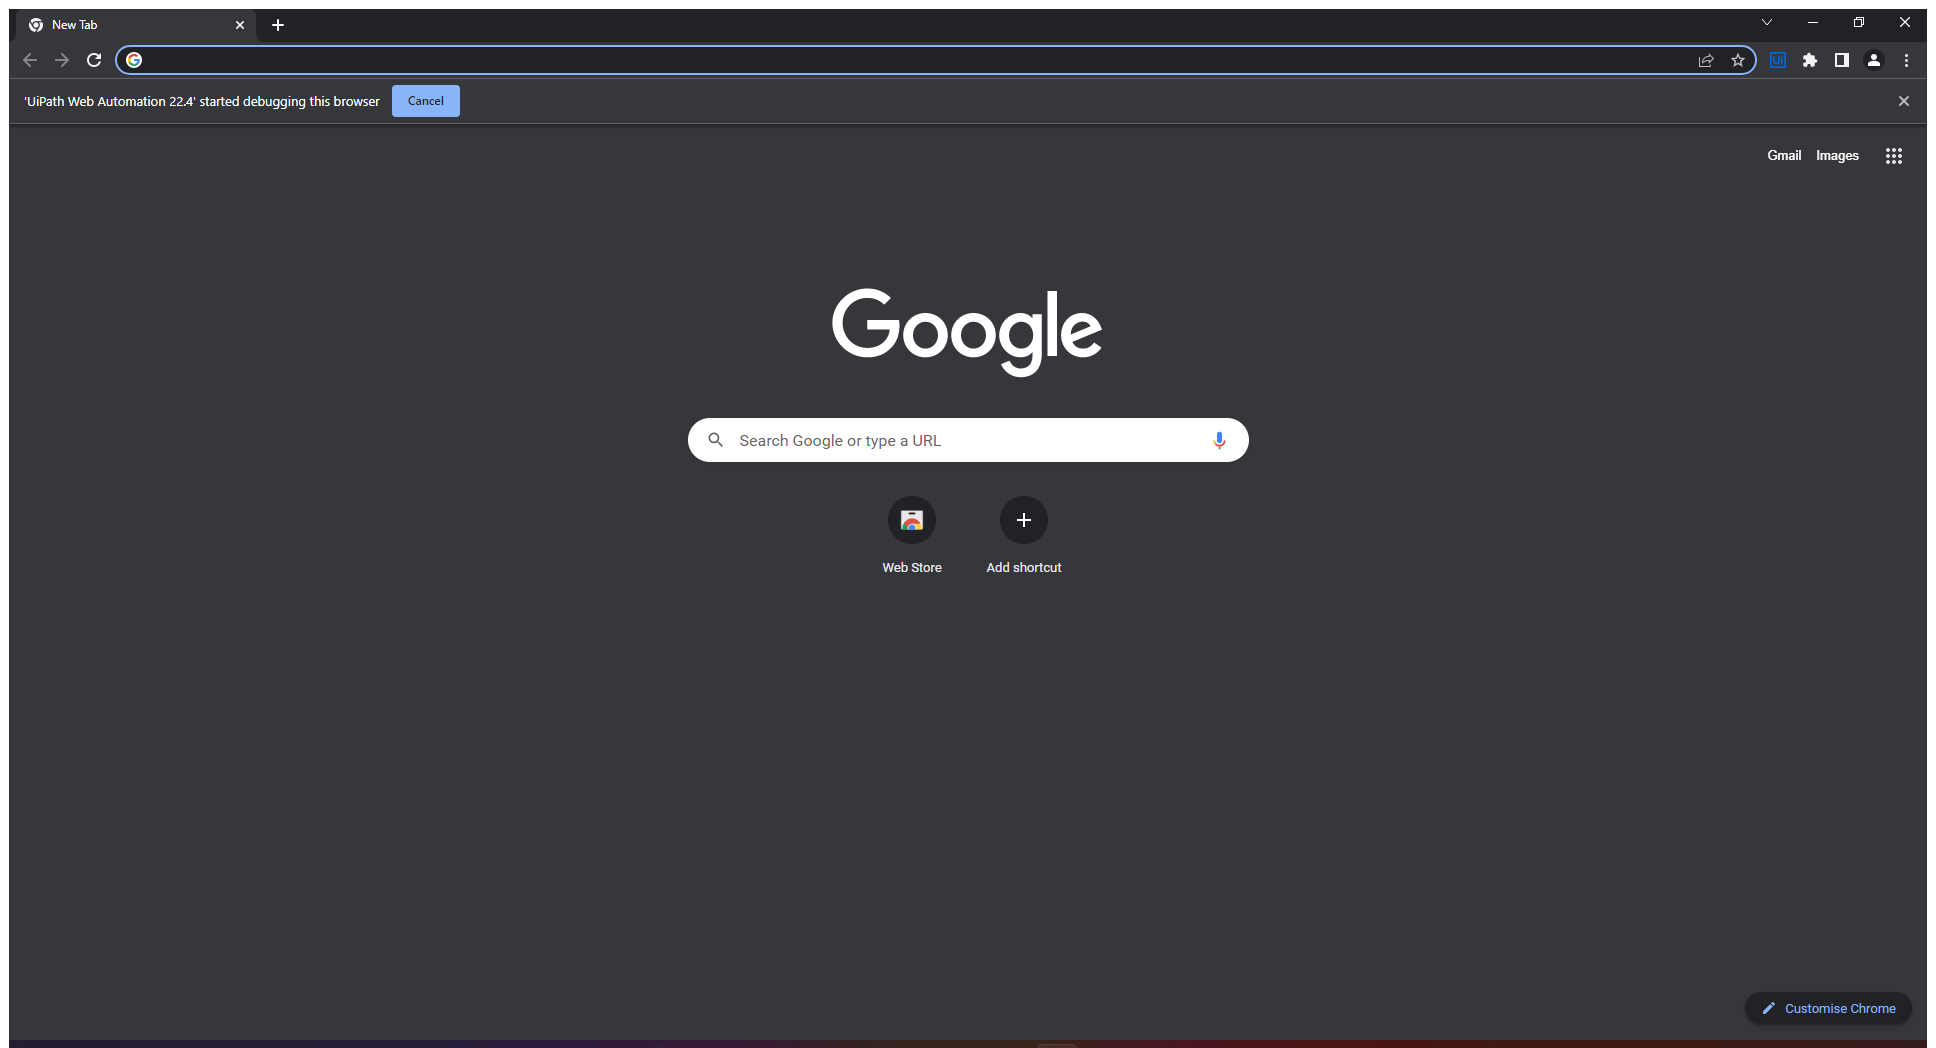 New Tab
'UiPath Web Automation 22.4' started debugging this browser
Cancel
Gmail
Images
Google
Search Google or type a URL
Web Store
Add shortcut
Customise Chrome
Ui
G